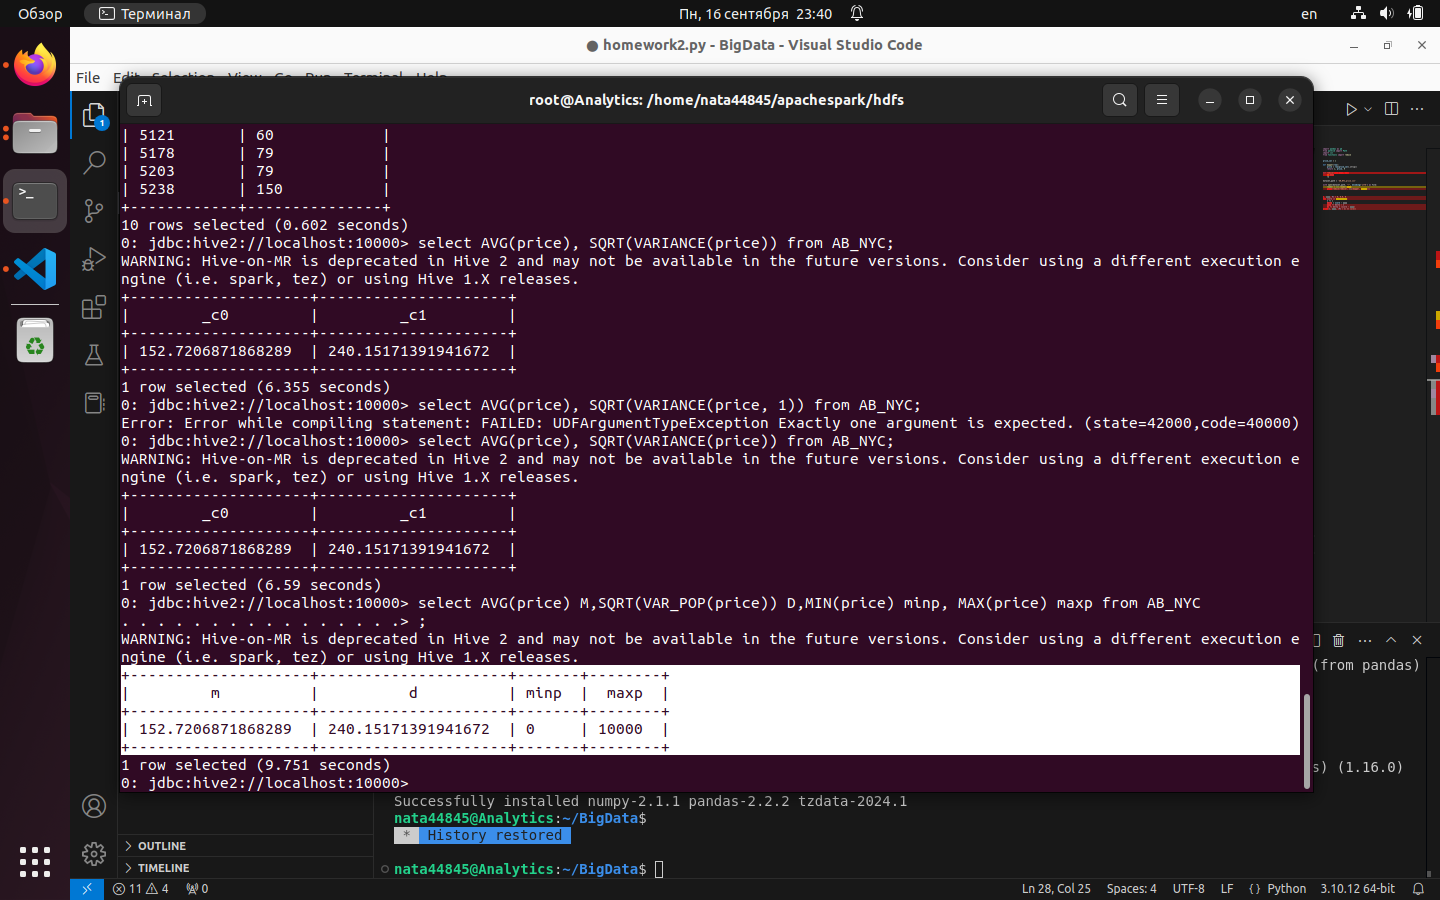 Обзор
Терминал
Пн, 16 сентября 23:40
en
● homework2.py - BigData - Visual Studio Code
File Edit Selection View Go Run Terminal Help
root@Analytics: /home/nata44845/apachespark/hdfs
1
| 5121       | 60            |
| 5178       | 79            |
| 5203       | 79            |
| 5238       | 150           |
+------------+---------------+
10 rows selected (0.602 seconds)
0: jdbc:hive2://localhost:10000> select AVG(price), SQRT(VARIANCE(price)) from AB_NYC;
WARNING: Hive-on-MR is deprecated in Hive 2 and may not be available in the future versions. Consider using a different execution e
ngine (i.e. spark, tez) or using Hive 1.X releases.
+--------------------+---------------------+
|        _c0         |         _c1         |
+--------------------+---------------------+
| 152.7206871868289  | 240.15171391941672  |
+--------------------+---------------------+
1 row selected (6.355 seconds)
0: jdbc:hive2://localhost:10000> select AVG(price), SQRT(VARIANCE(price, 1)) from AB_NYC;
Error: Error while compiling statement: FAILED: UDFArgumentTypeException Exactly one argument is expected. (state=42000,code=40000)
0: jdbc:hive2://localhost:10000> select AVG(price), SQRT(VARIANCE(price)) from AB_NYC;
WARNING: Hive-on-MR is deprecated in Hive 2 and may not be available in the future versions. Consider using a different execution e
ngine (i.e. spark, tez) or using Hive 1.X releases.
+--------------------+---------------------+
|        _c0         |         _c1         |
+--------------------+---------------------+
| 152.7206871868289  | 240.15171391941672  |
+--------------------+---------------------+
1 row selected (6.59 seconds)
0: jdbc:hive2://localhost:10000> select AVG(price) M,SQRT(VAR_POP(price)) D,MIN(price) minp, MAX(price) maxp from AB_NYC
. . . . . . . . . . . . . . . .> ;
WARNING: Hive-on-MR is deprecated in Hive 2 and may not be available in the future versions. Consider using a different execution e
ngine (i.e. spark, tez) or using Hive 1.X releases.
+--------------------+---------------------+-------+--------+
|         m          |          d          | minp  |  maxp  |
+--------------------+---------------------+-------+--------+
| 152.7206871868289  | 240.15171391941672  | 0     | 10000  |
+--------------------+---------------------+-------+--------+
1 row selected (9.751 seconds)
0: jdbc:hive2://localhost:10000>
(from pandas)
s) (1.16.0)
Successfully installed numpy-2.1.1 pandas-2.2.2 tzdata-2024.1
nata44845@Analytics:~/BigData$
* History restored
nata44845@Analytics:~/BigData$
OUTLINE
TIMELINE
11 4 0
Ln 28, Col 25 Spaces: 4 UTF-8 LF {} Python 3.10.12 64-bit